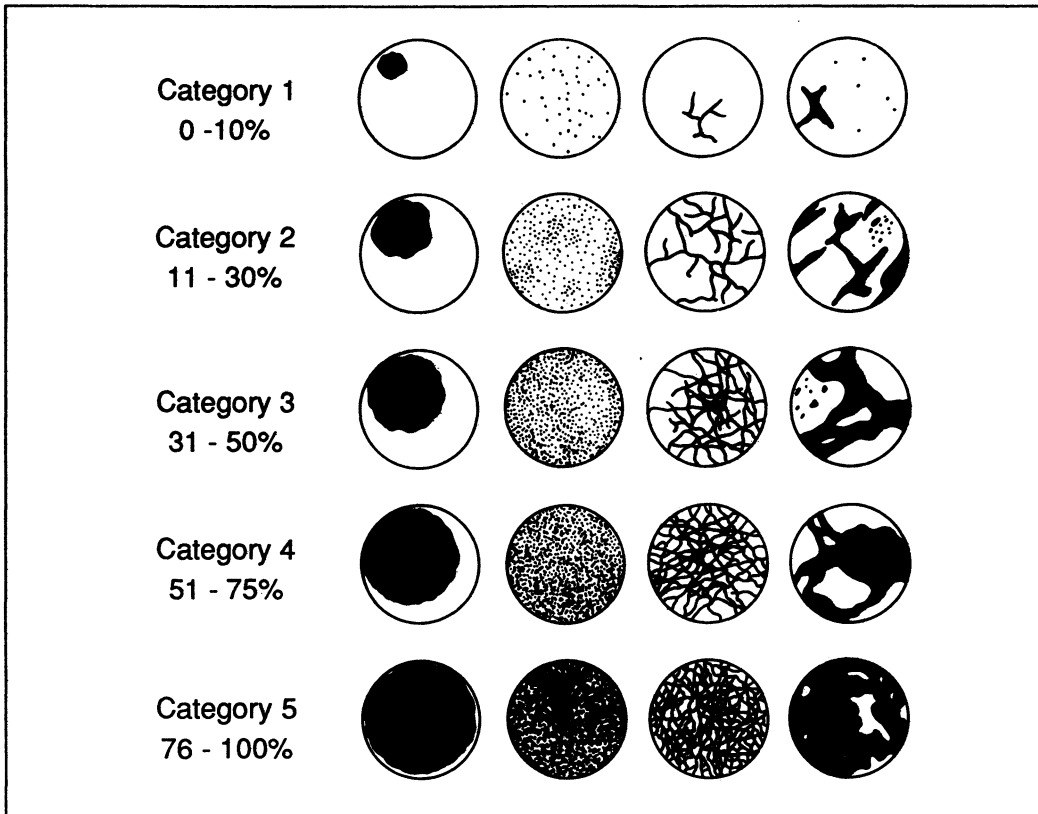 Category 1
0 -10%
Category 2
11 - 30%
Category 3
31 - 50%
Category 4
51 - 75%
Category 5
76 - 100%